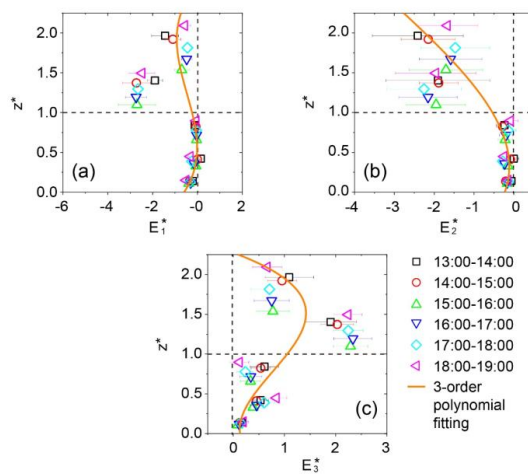 2.0
1.5
1.0
0.5
0.0
z*
(a)
-6 -4 -2 -0 2
E₁*
2.0
1.5
1.0
0.5
0.0
z*
(b)
-4 -3 -2 -1 0
E₂*
2.0
1.5
1.0
0.5
0.0
z*
(c)
0 1 2 3
E₃*
13:00-14:00
14:00-15:00
15:00-16:00
16:00-17:00
17:00-18:00
18:00-19:00
3-order
polynomial
fitting